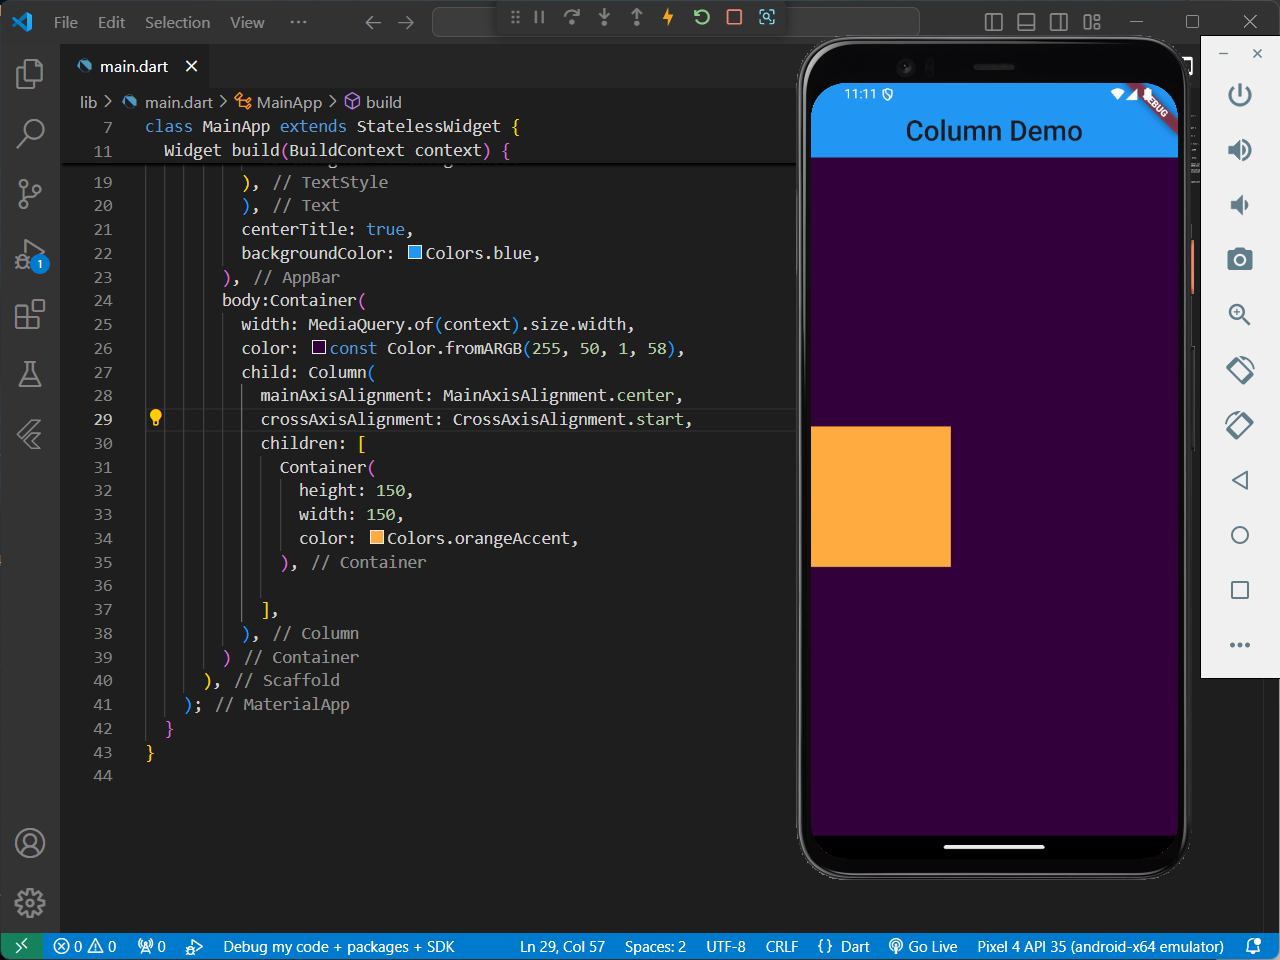 File Edit Selection View ···
main.dart
lib > main.dart > MainApp > build
7 class MainApp extends StatelessWidget {
11 Widget build(BuildContext context) {
19 ), // TextStyle
20 ), // Text
21 centerTitle: true,
22 backgroundColor: Colors.blue,
23 ), // AppBar
24 body:Container(
25 width: MediaQuery.of(context).size.width,
26 color: const Color.fromARGB(255, 50, 1, 58),
27 child: Column(
28 mainAxisAlignment: MainAxisAlignment.center,
29 crossAxisAlignment: CrossAxisAlignment.start,
30 children: [
31 Container(
32 height: 150,
33 width: 150,
34 color: Colors.orangeAccent,
35 ), // Container
36
37 ],
38 ), // Column
39 ) // Container
40 ), // Scaffold
41 ); // MaterialApp
42 }
43 }
44
1
11:11
DEBUG
Column Demo
0 0 0 Debug my code + packages + SDK Ln 29, Col 57 Spaces: 2 UTF-8 CRLF {} Dart Go Live Pixel 4 API 35 (android-x64 emulator)